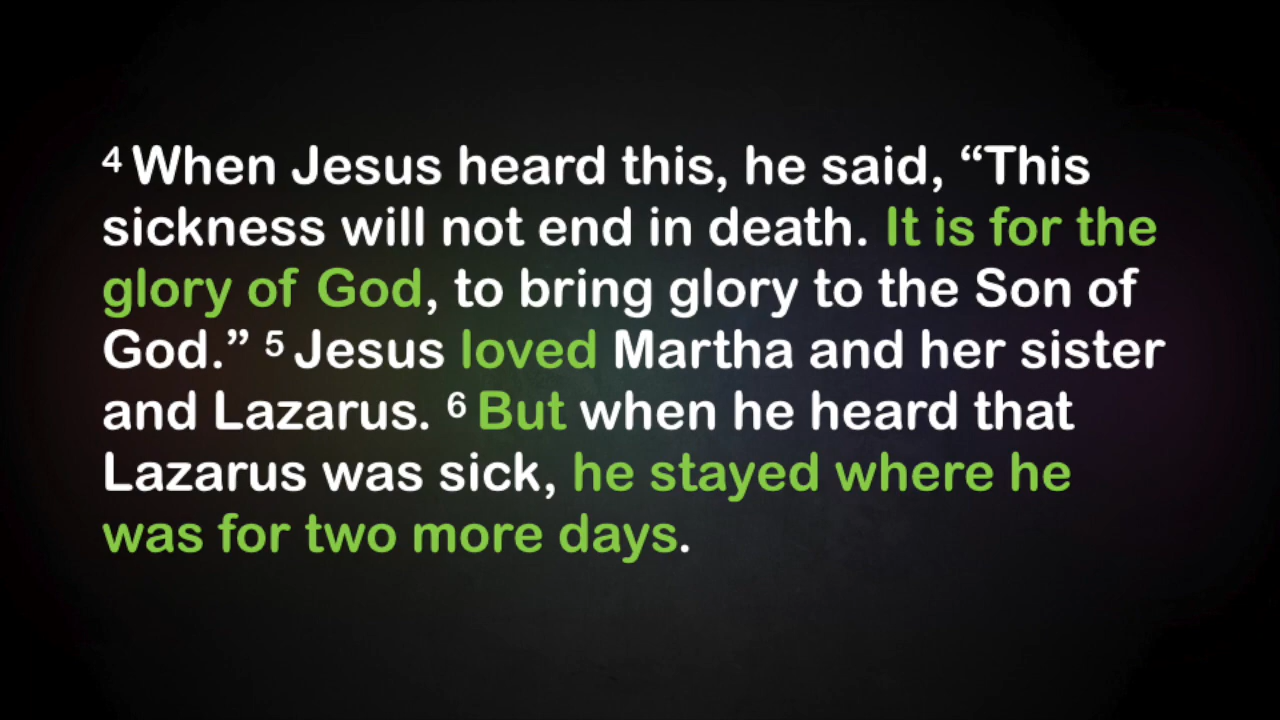 ⁴ When Jesus heard this, he said, “This
sickness will not end in death. It is for the
glory of God, to bring glory to the Son of
God.” ⁵ Jesus loved Martha and her sister
and Lazarus. ⁶ But when he heard that
Lazarus was sick, he stayed where he
was for two more days.